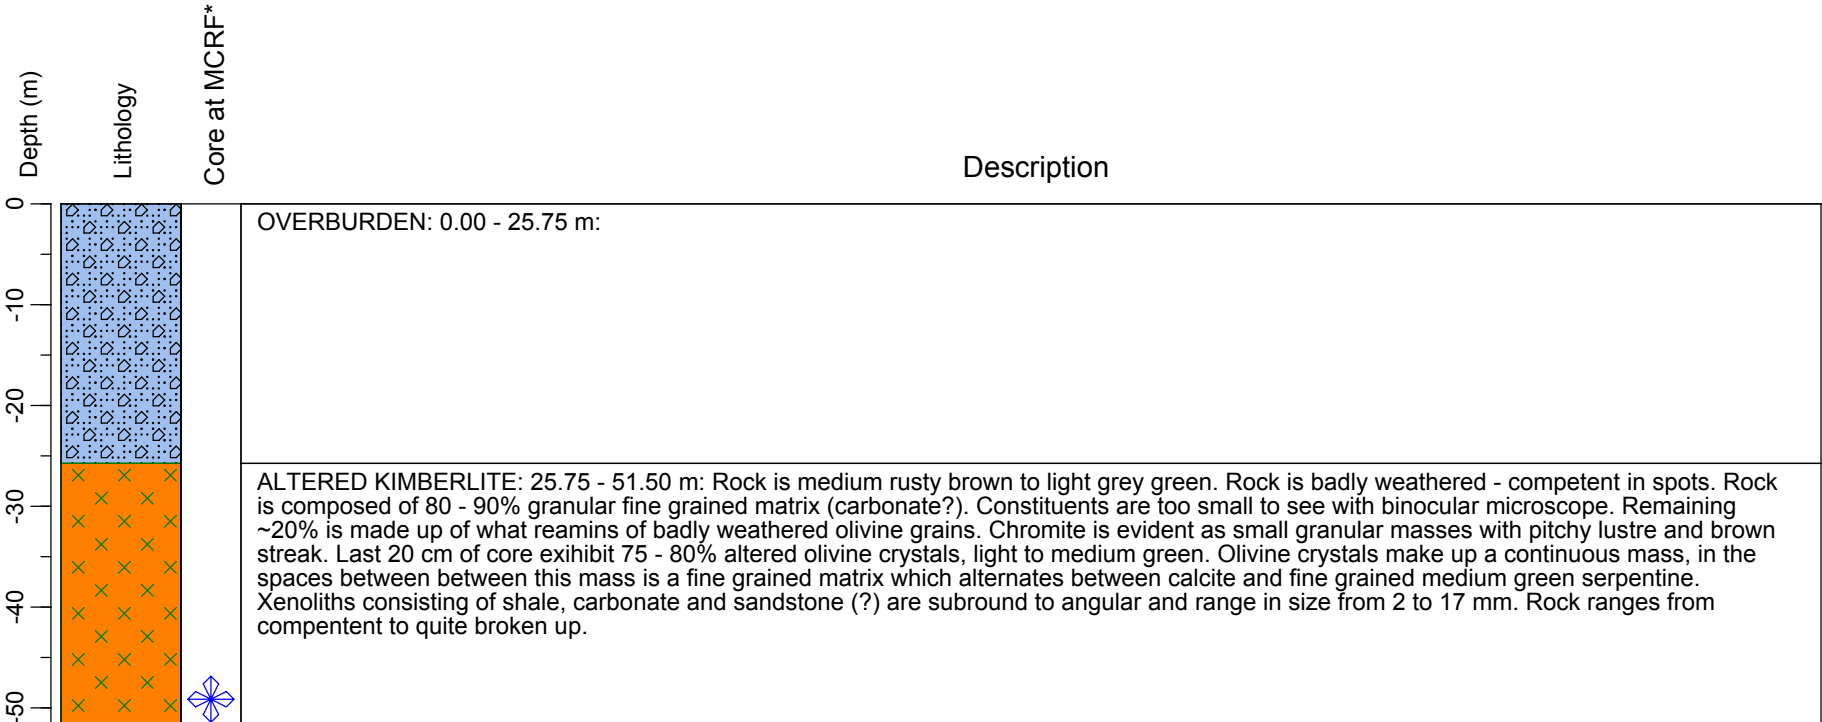 Depth (m)
Lithology
Core at MCRF*
Description
0
OVERBURDEN: 0.00 - 25.75 m:
-10
-20
ALTERED KIMBERLITE: 25.75 - 51.50 m: Rock is medium rusty brown to light grey green. Rock is badly weathered - competent in spots. Rock
is composed of 80 - 90% granular fine grained matrix (carbonate?). Constituents are too small to see with binocular microscope. Remaining
~20% is made up of what reamins of badly weathered olivine grains. Chromite is evident as small granular masses with pitchy lustre and brown
streak. Last 20 cm of core exihibit 75 - 80% altered olivine crystals, light to medium green. Olivine crystals make up a continuous mass, in the
spaces between between this mass is a fine grained matrix which alternates between calcite and fine grained medium green serpentine.
Xenoliths consisting of shale, carbonate and sandstone (?) are subround to angular and range in size from 2 to 17 mm. Rock ranges from
compentent to quite broken up.
-30
-40
-50